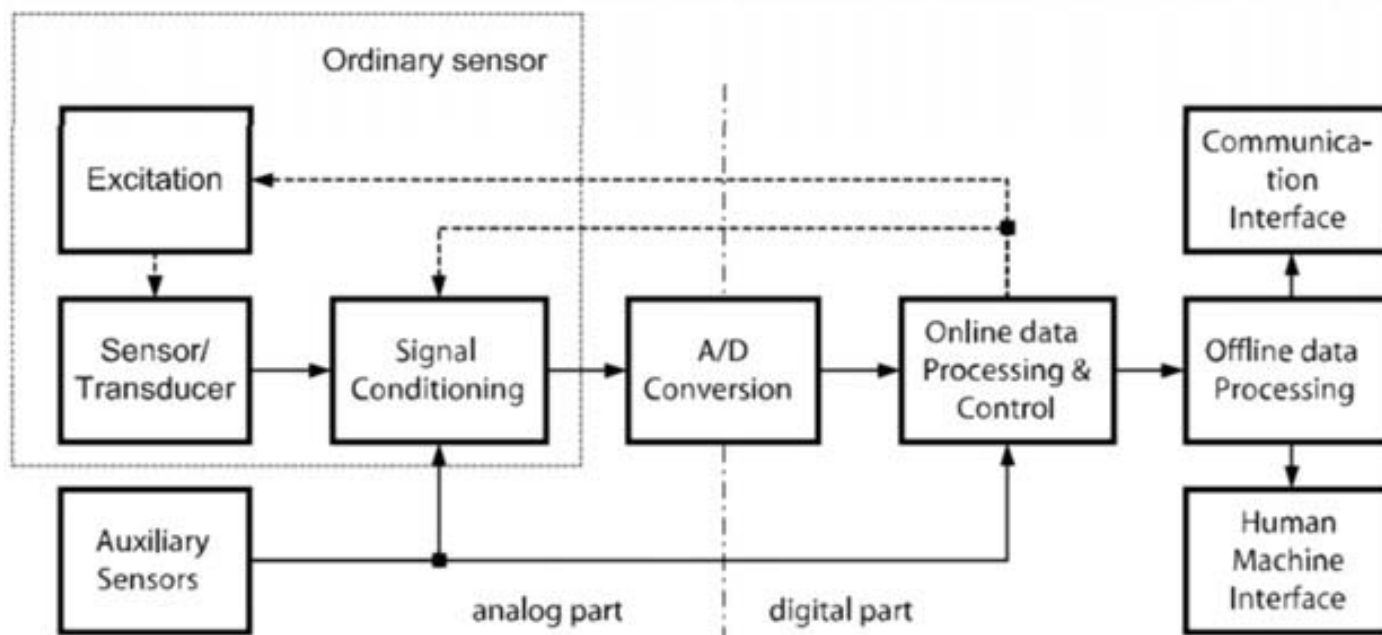 Ordinary sensor
Excitation
Communica-
tion
Interface
Sensor/
Transducer
Signal
Conditioning
A/D
Conversion
Online data
Processing &
Control
Offline data
Processing
Auxiliary
Sensors
analog part
digital part
Human
Machine
Interface